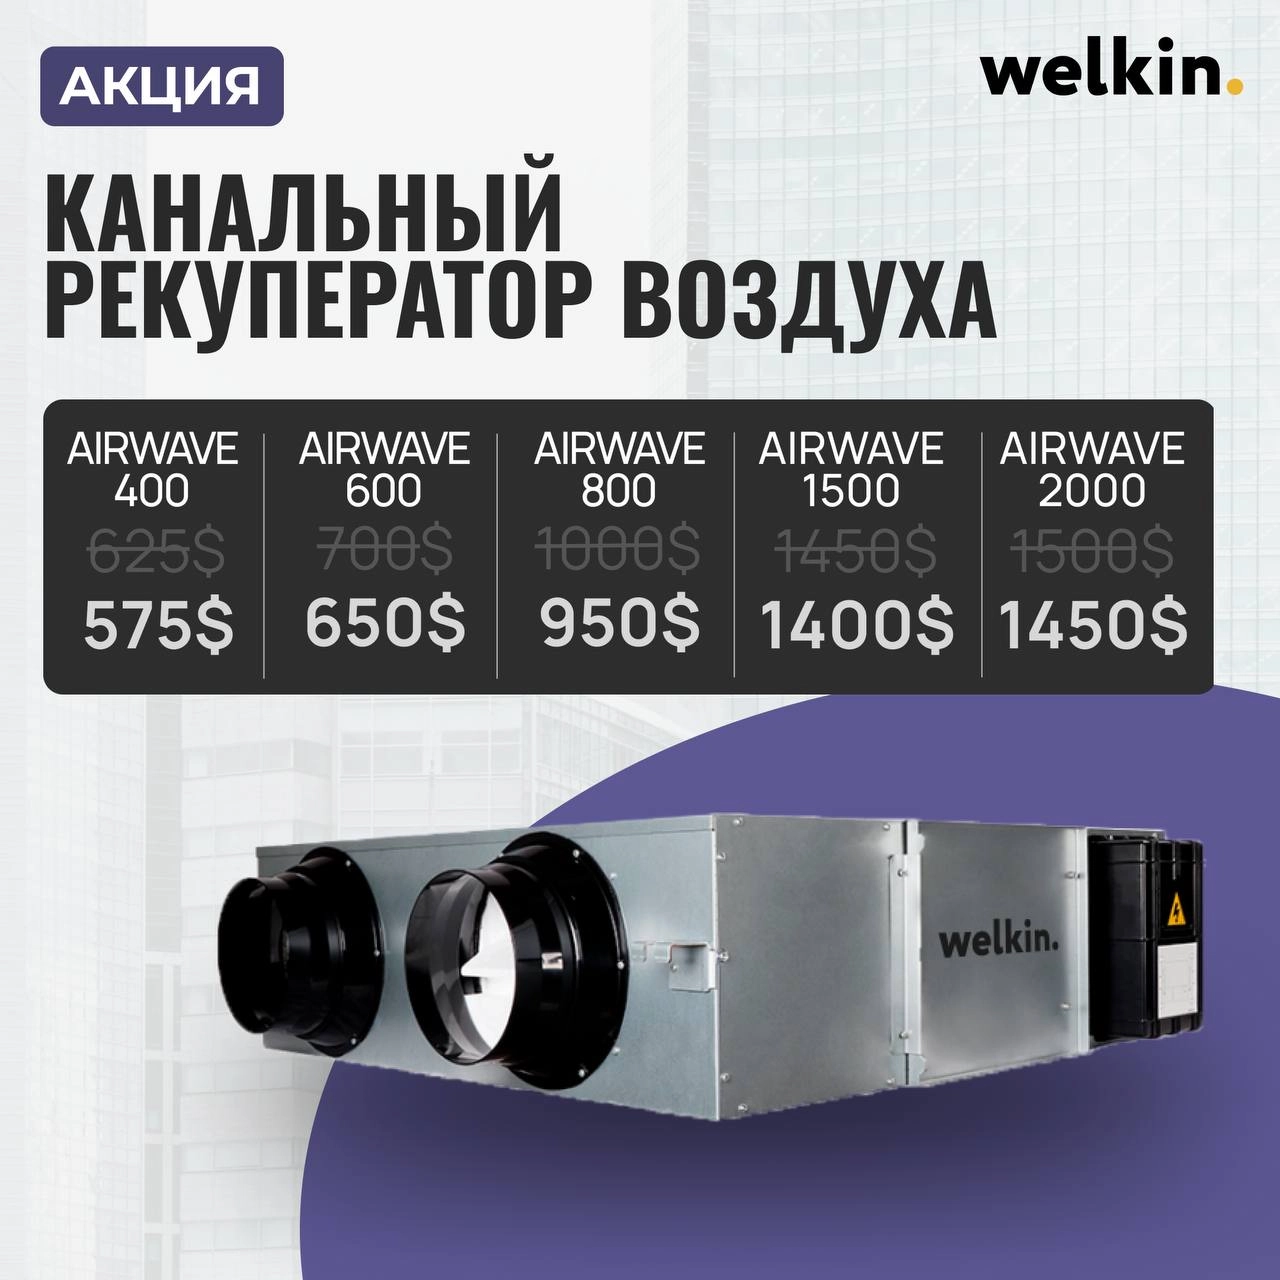 АКЦИЯ
welkin.
КАНАЛЬНЫЙ
РЕКУПЕРАТОР ВОЗДУХА
AIRWAVE 400
625$
575$
AIRWAVE 600
700$
650$
AIRWAVE 800
1000$
950$
AIRWAVE 1500
1450$
1400$
AIRWAVE 2000
1500$
1450$
welkin.